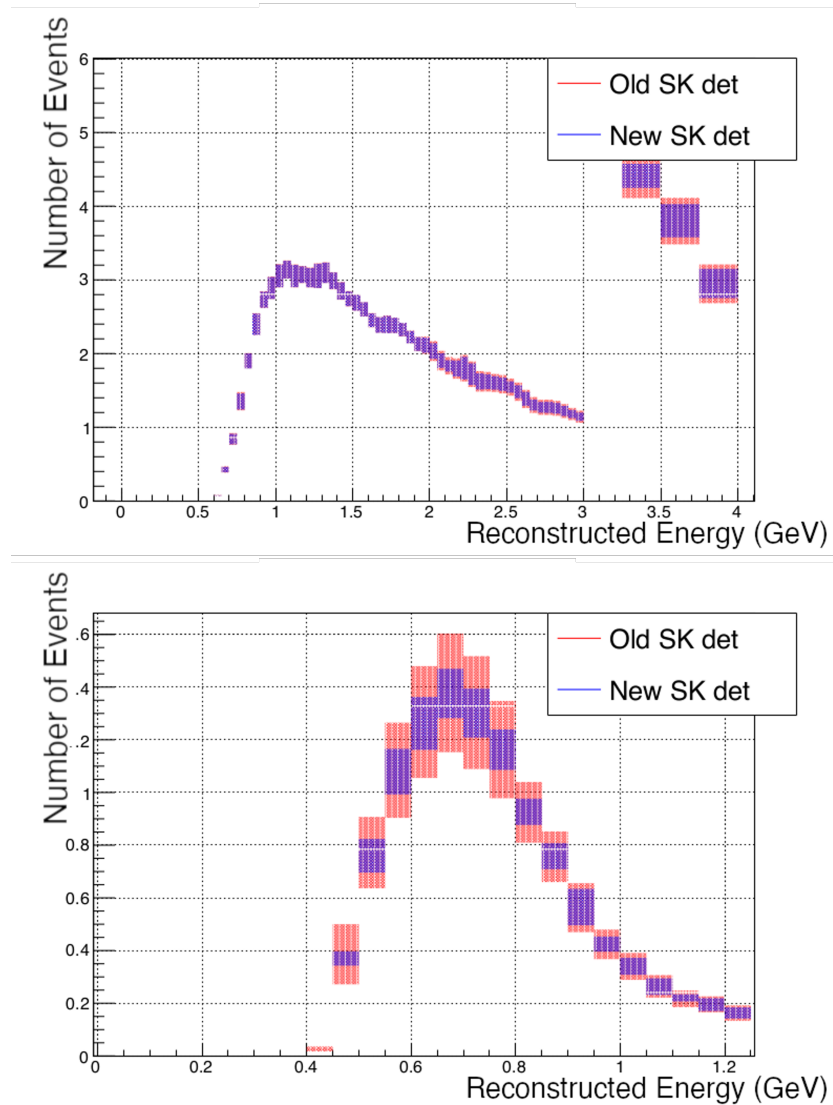 Number of Events
6
5
4
3
2
1
0
Old SK det
New SK det
0 0.5 1 1.5 2 2.5 3 3.5 4
Reconstructed Energy (GeV)
Number of Events
.6
.4
.2
1
0.8
0.6
0.4
0.2
0
Old SK det
New SK det
0 0.2 0.4 0.6 0.8 1 1.2
Reconstructed Energy (GeV)